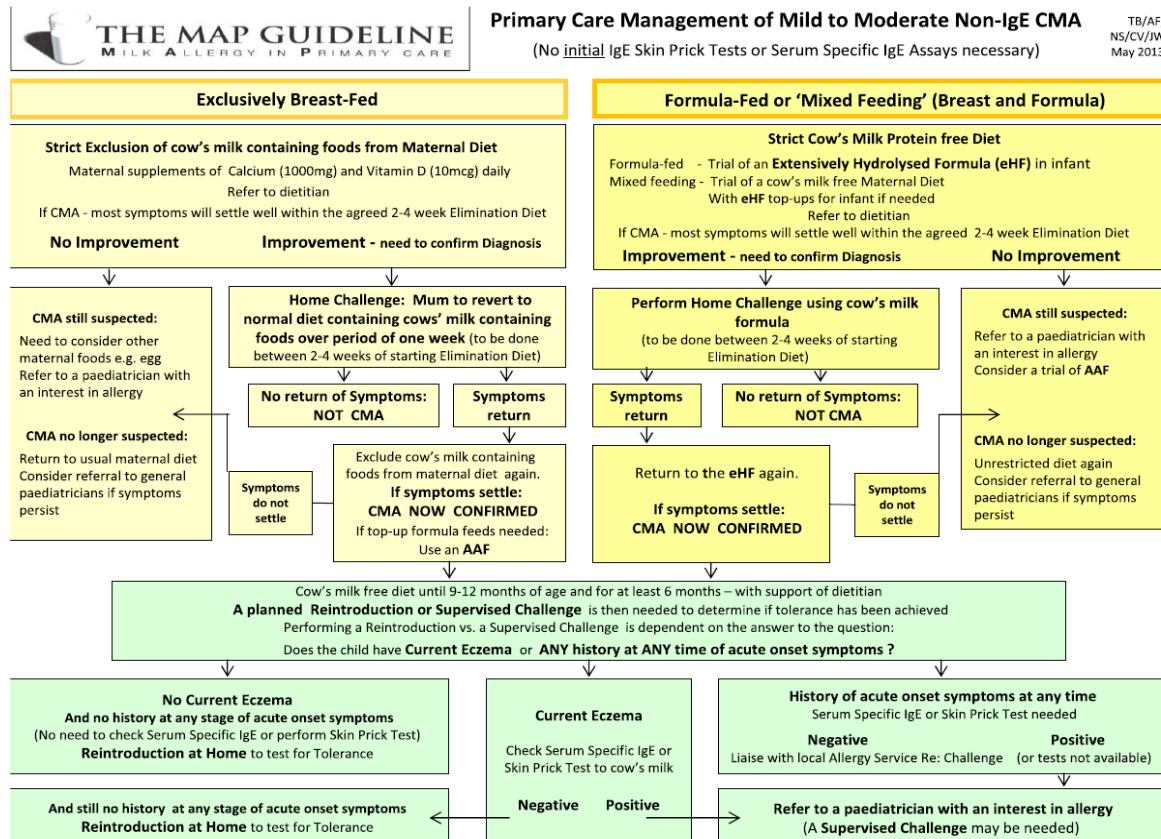 THE MAP GUIDELINE
MILK ALLERGY IN PRIMARY CARE
Primary Care Management of Mild to Moderate Non-IgE CMA
(No initial IgE Skin Prick Tests or Serum Specific IgE Assays necessary)
TB/AF
NS/CV/JW
May 2013
Exclusively Breast-Fed
Strict Exclusion of cow's milk containing foods from Maternal Diet
Maternal supplements of Calcium (1000mg) and Vitamin D (10mcg) daily
Refer to dietitian
If CMA - most symptoms will settle well within the agreed 2-4 week Elimination Diet
No Improvement
Improvement - need to confirm Diagnosis
CMA still suspected:
Need to consider other
maternal foods e.g. egg
Refer to a paediatrician with
an interest in allergy
CMA no longer suspected:
Return to usual maternal diet
Consider referral to general
paediatricians if symptoms
persist
Home Challenge: Mum to revert to
normal diet containing cows' milk containing
foods over period of one week (to be done
between 2-4 weeks of starting Elimination Diet)
No return of Symptoms:
NOT CMA
Symptoms
return
Symptoms
do not
settle
Exclude cow's milk containing
foods from maternal diet again.
If symptoms settle:
CMA NOW CONFIRMED
If top-up formula feeds needed:
Use an AAF
Formula-Fed or 'Mixed Feeding' (Breast and Formula)
Strict Cow's Milk Protein free Diet
Formula-fed - Trial of an Extensively Hydrolysed Formula (eHF) in infant
Mixed feeding - Trial of a cow's milk free Maternal Diet
With eHF top-ups for infant if needed
Refer to dietitian
If CMA - most symptoms will settle well within the agreed 2-4 week Elimination Diet
Improvement - need to confirm Diagnosis
No Improvement
Perform Home Challenge using cow's milk
formula
(to be done between 2-4 weeks of starting
Elimination Diet)
Symptoms
return
No return of Symptoms:
NOT CMA
Return to the eHF again.
If symptoms settle:
CMA NOW CONFIRMED
Symptoms
do not
settle
CMA still suspected:
Refer to a paediatrician with
an interest in allergy
Consider a trial of AAF
CMA no longer suspected:
Unrestricted diet again
Consider referral to general
paediatricians if symptoms
persist
Cow's milk free diet until 9-12 months of age and for at least 6 months – with support of dietitian
A planned Reintroduction or Supervised Challenge is then needed to determine if tolerance has been achieved
Performing a Reintroduction vs. a Supervised Challenge is dependent on the answer to the question:
Does the child have Current Eczema or ANY history at ANY time of acute onset symptoms ?
No Current Eczema
And no history at any stage of acute onset symptoms
(No need to check Serum Specific IgE or perform Skin Prick Test)
Reintroduction at Home to test for Tolerance
Current Eczema
Check Serum Specific IgE or
Skin Prick Test to cow's milk
Negative Positive
History of acute onset symptoms at any time
Serum Specific IgE or Skin Prick Test needed
Negative Positive
Liaise with local Allergy Service Re: Challenge (or tests not available)
And still no history at any stage of acute onset symptoms
Reintroduction at Home to test for Tolerance
Refer to a paediatrician with an interest in allergy
(A Supervised Challenge may be needed)